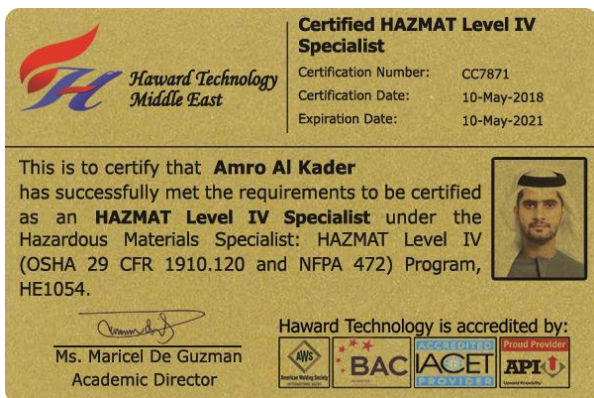 Haward Technology
Middle East
Certified HAZMAT Level IV
Specialist
Certification Number: CC7871
Certification Date: 10-May-2018
Expiration Date: 10-May-2021
This is to certify that Amro Al Kader
has successfully met the requirements to be certified
as an HAZMAT Level IV Specialist under the
Hazardous Materials Specialist: HAZMAT Level IV
(OSHA 29 CFR 1910.120 and NFPA 472) Program,
HE1054.
Ms. Maricel De Guzman
Academic Director
Haward Technology is accredited by:
AWS
American Welding Society
BAC
ACCREDITED
IACET
PROVIDER
Proud Provider
API